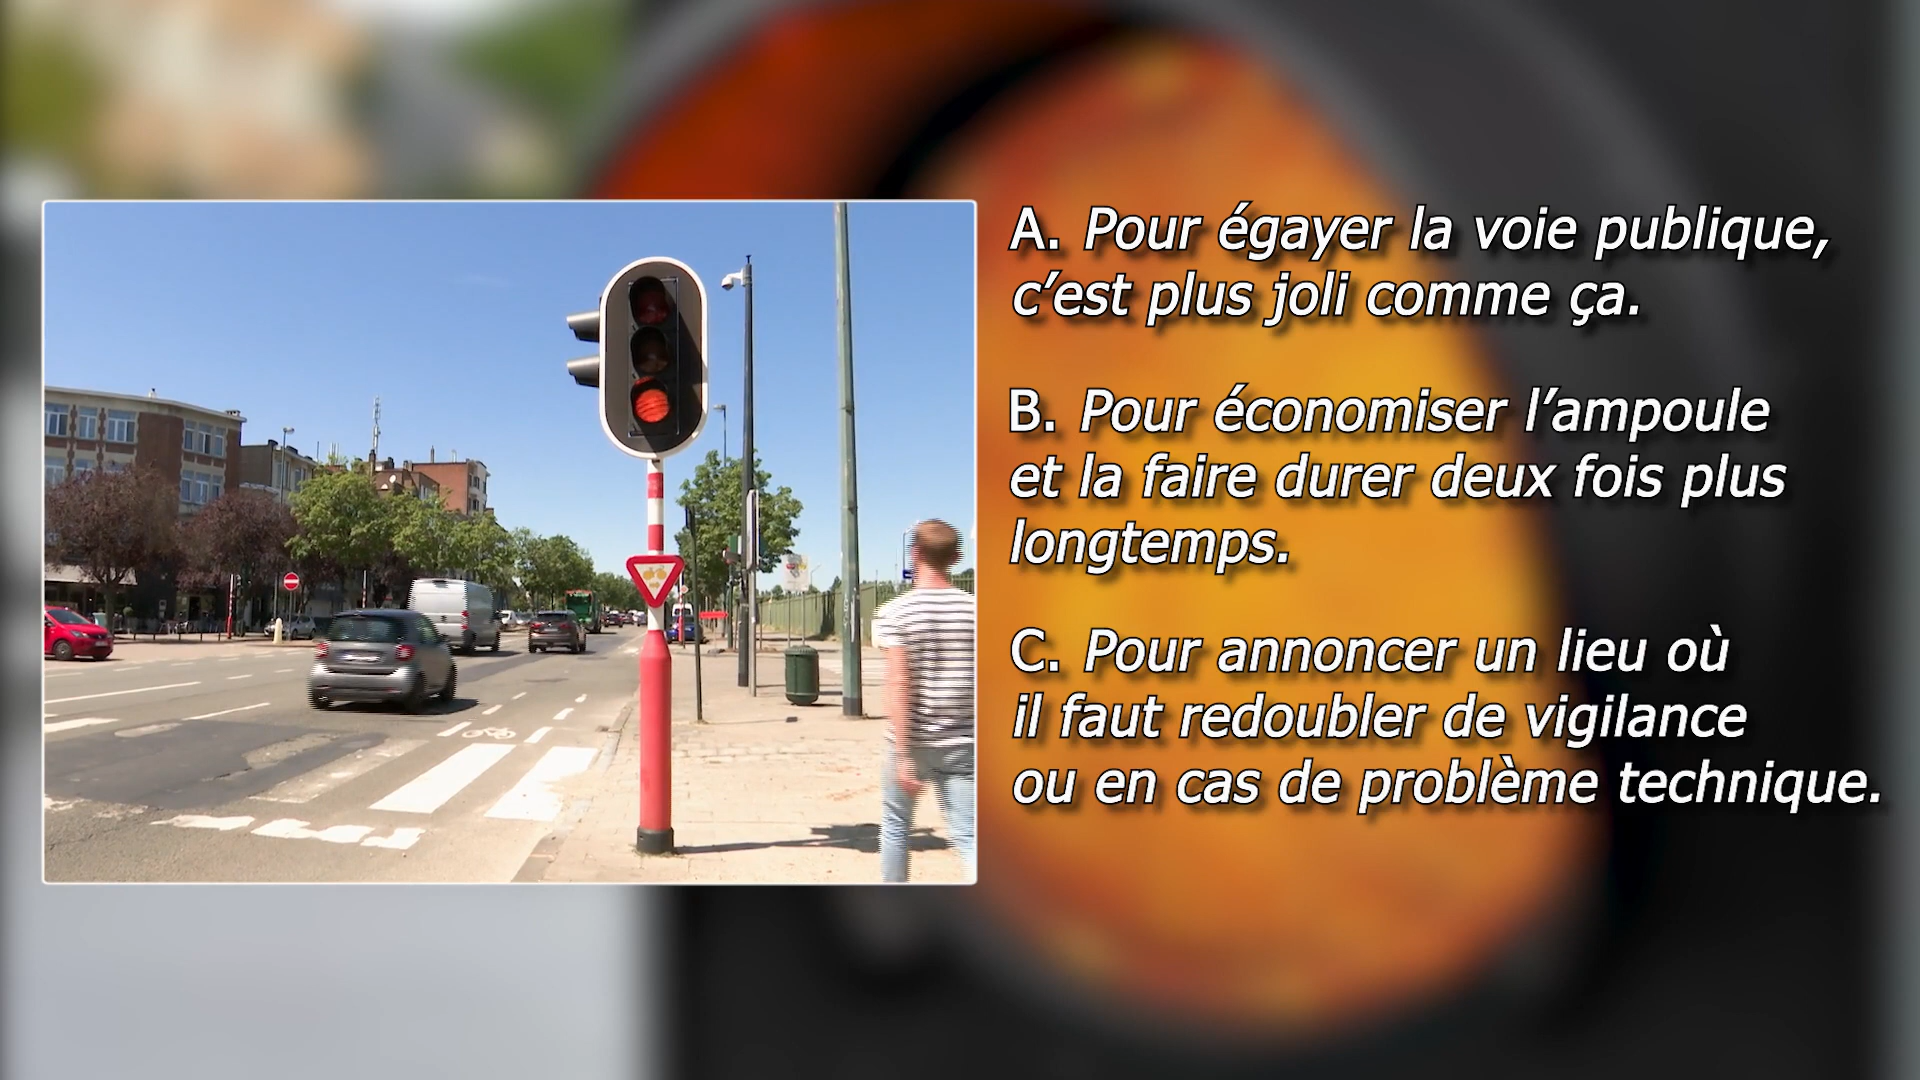 A. Pour égayer la voie publique,
c’est plus joli comme ça.
B. Pour économiser l’ampoule
et la faire durer deux fois plus
longtemps.
C. Pour annoncer un lieu où
il faut redoubler de vigilance
ou en cas de problème technique.